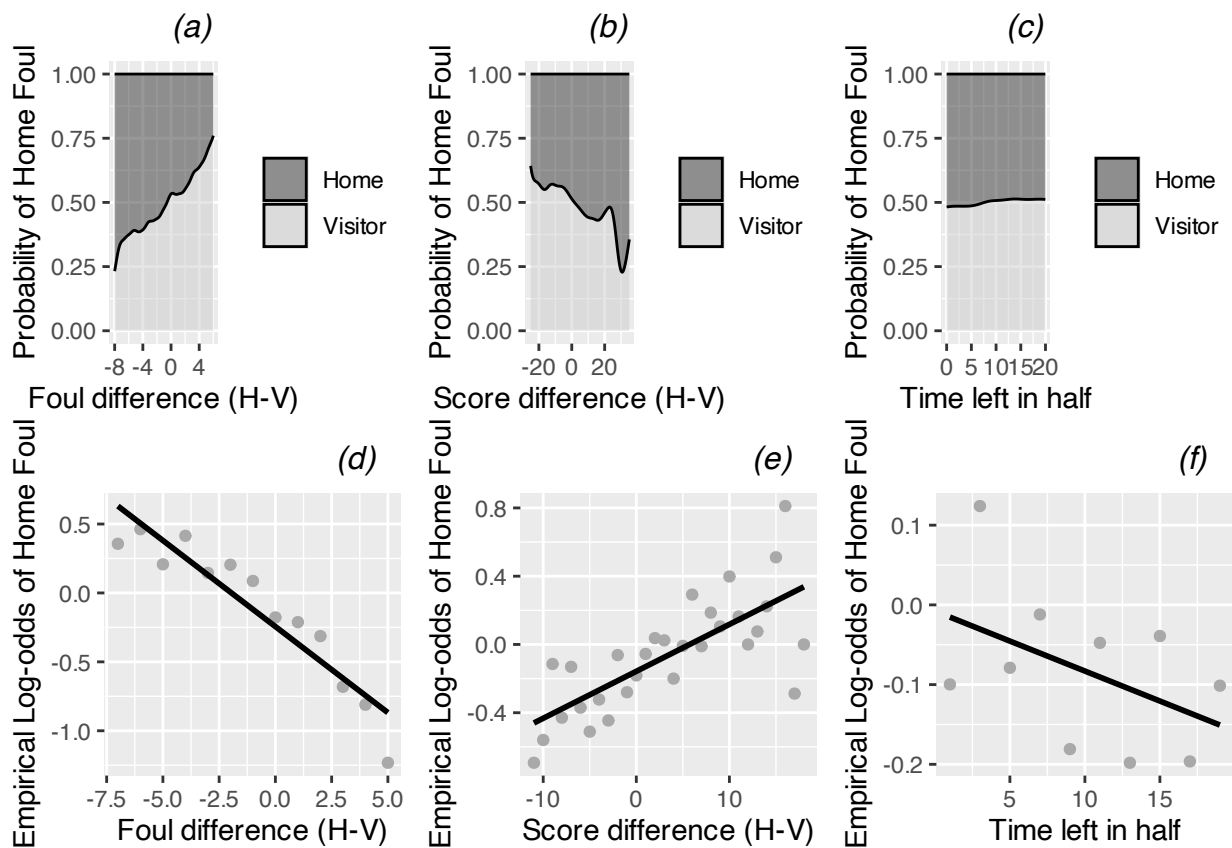 (a)
Probability of Home Foul
1.00
0.75
0.50
0.25
0.00
-8 -4 0 4
Foul difference (H-V)
Home
Visitor
(b)
Probability of Home Foul
1.00
0.75
0.50
0.25
0.00
-20 0 20
Score difference (H-V)
Home
Visitor
(c)
Probability of Home Foul
1.00
0.75
0.50
0.25
0.00
0 5 10 15 20
Time left in half
Home
Visitor
(d)
Empirical Log-odds of Home Foul
0.5
0.0
-0.5
-1.0
-7.5 -5.0 -2.5 0.0 2.5 5.0
Foul difference (H-V)
(e)
Empirical Log-odds of Home Foul
0.8
0.4
0.0
-0.4
-10 0 10
Score difference (H-V)
(f)
Empirical Log-odds of Home Foul
0.1
0.0
-0.1
-0.2
5 10 15
Time left in half